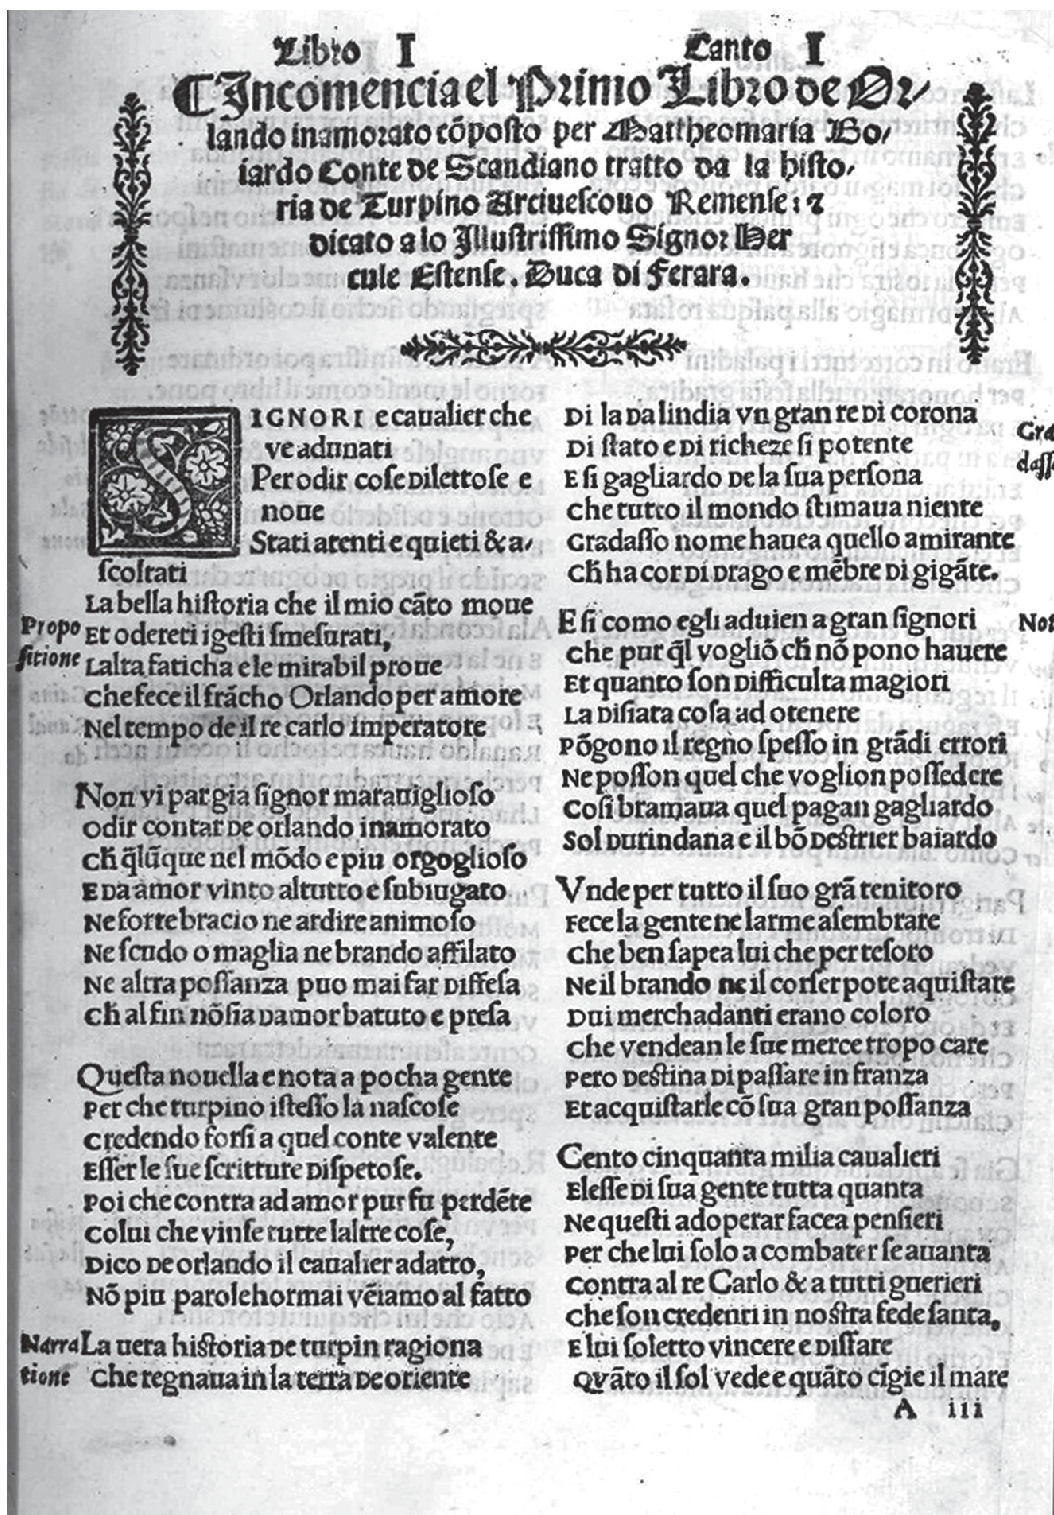 Libro I Canto I
¶Incomencia el Primo Libro de Or/
lando inamorato cõposto per Mattheomaria Bo/
iardo Conte de Scandiano tratto da la histo/
ria de Turpino Arciuescouo Remense: ⁊
dicato a lo Illustrissimo Signor Her
cule Estense. Duca di Ferara.
SIGNORI e caualier che
ve adunati
Per odir cose dilettose e
noue
Stati atenti e quieti & a/
scoltati
La bella historia che il mio cãto moue
Propo
sitione
Et odereti i gesti smesurati,
Lalta faticha e le mirabil proue
Che fece il frãcho Orlando per amore
Nel tempo de il re carlo Imperatore
Non vi pargia signor marauiglioso
Odir contar de orlando inamorato
Ch̃ q̃lũque nel mõdo e piu orgoglioso
E da amor vinto al tutto e subiugato
Ne forte bracio ne ardire animoso
Ne scudo o maglia ne brando affilato
Ne altra possanza puo mai far diffesa
Ch̃ al fin nõ sia damor batuto e presa
Questa nouella e nota a pocha gente
Per che turpino istesso la nascose
Credendo forsi a quel conte valente
Esser le sue scritture dispetose.
Poi che contra ad amor pur fu perdẽte
Colui che vinse tutte laltre cose,
Dico de orlando il caualier adatto,
Nõ piu parole hormai vẽiamo al fatto
Narra
tione
La uera historia de turpin ragiona
Che regnaua in la terra de oriente
Di la da lindia vn gran re di corona
Gra
dass
Di stato e di richeze si potente
E si gagliardo de la sua persona
Che tutto il mondo stimaua niente
Gradasso nome hauea quello amirante
Ch̃ ha cor di drago e mẽbre di gigãte.
E si como egli aduien a gran signori
Not
Che pur q̃l vogliõ ch̃ nõ pono hauere
Et quanto son difficulta magiori
La disiata cosa ad otenere
Põgono il regno spesso in grãdi errori
Ne posson quel che voglion possedere
Cosi bramaua quel pagan gagliardo
Sol durindana e il bõ destrier baiardo
Vnde per tutto il suo grã tenitoro
Fece la gente ne larme asembrare
Che ben sapea lui che per tesoro
Ne il brando ne il corser pote aquistare
Dui merchadanti erano coloro
Che vendean le sue merce tropo care
Pero destina di passare in franza
Et acquistarle cõ sua gran possanza
Cento cinquanta milia caualieri
Elesse di sua gente tutta quanta
Ne questi adoperar facea pensieri
Per che lui solo a combater se auanta
Contra al re Carlo & a tutti guerieri
Che son credenti in nostra fede santa,
E lui soletto vincere e disfare
Quãto il sol vede e quãto cĩgie il mare
A iii